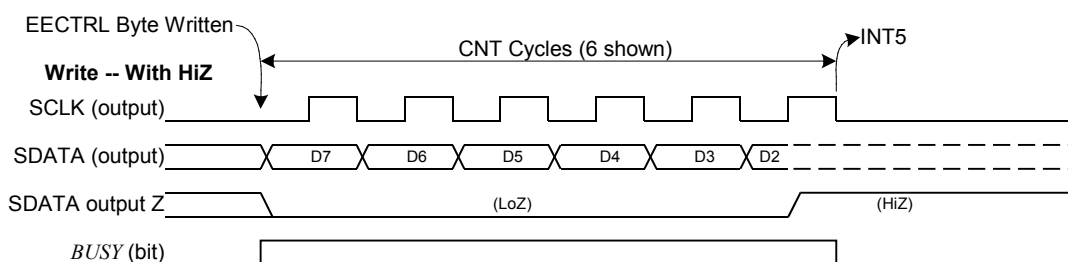 EECTRL Byte Written
INT5
CNT Cycles (6 shown)
Write -- With HiZ
SCLK (output)
SDATA (output) D7 D6 D5 D4 D3 D2
SDATA output Z (LoZ) (HiZ)
BUSY (bit)